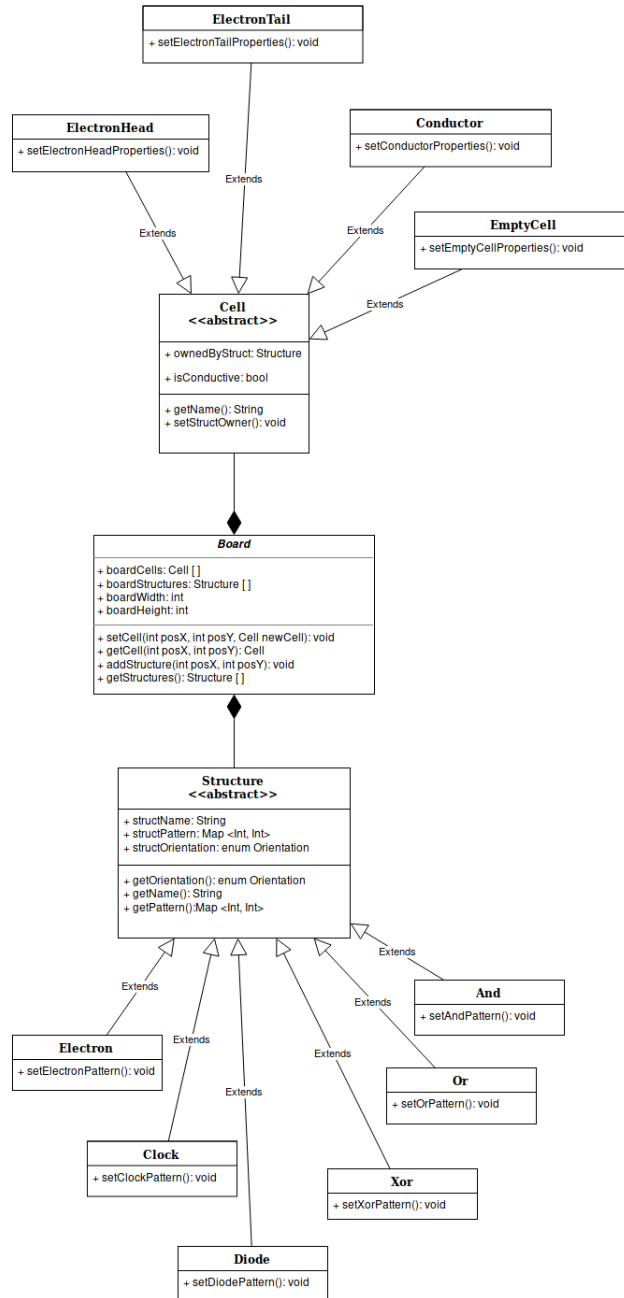 ElectronTail
+ setElectronTailProperties(): void
ElectronHead
+ setElectronHeadProperties(): void
Conductor
+ setConductorProperties(): void
Extends
EmptyCell
+ setEmptyCellProperties(): void
Extends
Extends
Extends
Cell
<<abstract>>
+ ownedByStruct: Structure
+ isConductive: bool
+ getName(): String
+ setStructOwner(): void
Board
+ boardCells: Cell [ ]
+ boardStructures: Structure [ ]
+ boardWidth: int
+ boardHeight: int
+ setCell(int posX, int posY, Cell newCell): void
+ getCell(int posX, int posY): Cell
+ addStructure(int posX, int posY): void
+ getStructures(): Structure [ ]
Structure
<<abstract>>
+ structName: String
+ structPattern: Map <Int, Int>
+ structOrientation: enum Orientation
+ getOrientation(): enum Orientation
+ getName(): String
+ getPattern():Map <Int, Int>
Extends
Extends
Extends
Extends
Extends
Extends
And
+ setAndPattern(): void
Electron
+ setElectronPattern(): void
Or
+ setOrPattern(): void
Clock
+ setClockPattern(): void
Xor
+ setXorPattern(): void
Diode
+ setDiodePattern(): void